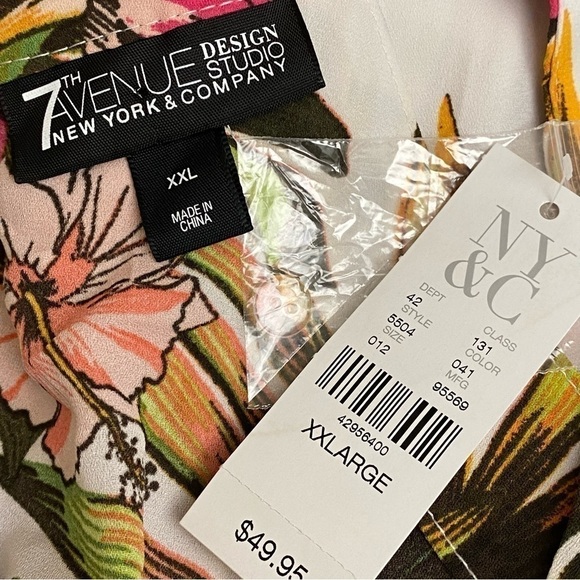 7TH AVENUE DESIGN STUDIO
NEW YORK & COMPANY
XXL
MADE IN
CHINA
NY
&C
DEPT CLASS
42 131
STYLE COLOR
5504 041
SIZE MFG
012 95569
42956400
XXLARGE
$49.95